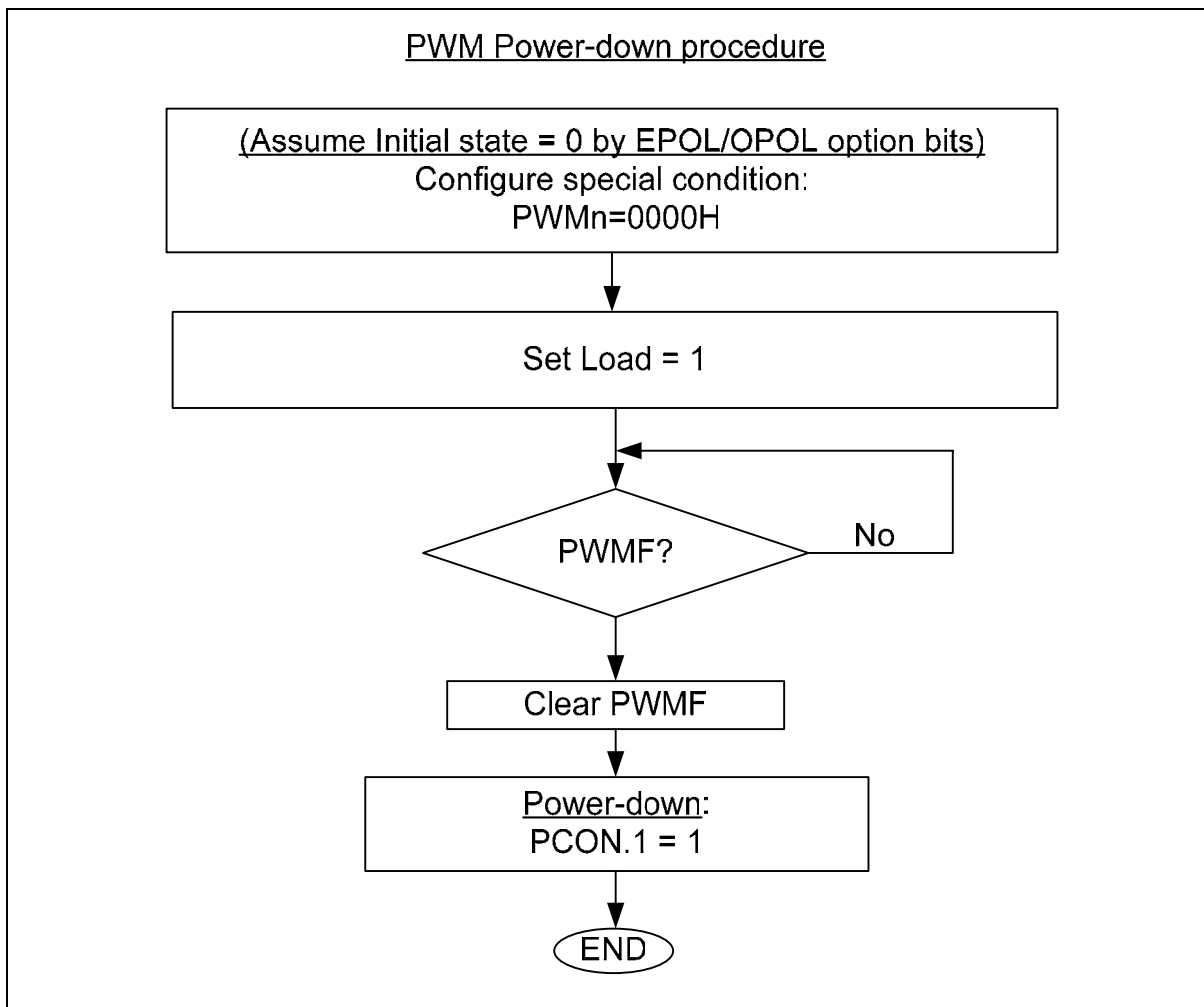 PWM Power-down procedure
(Assume Initial state = 0 by EPOL/OPOL option bits)
Configure special condition:
PWMn=0000H
Set Load = 1
PWMF?
No
Clear PWMF
Power-down:
PCON.1 = 1
END